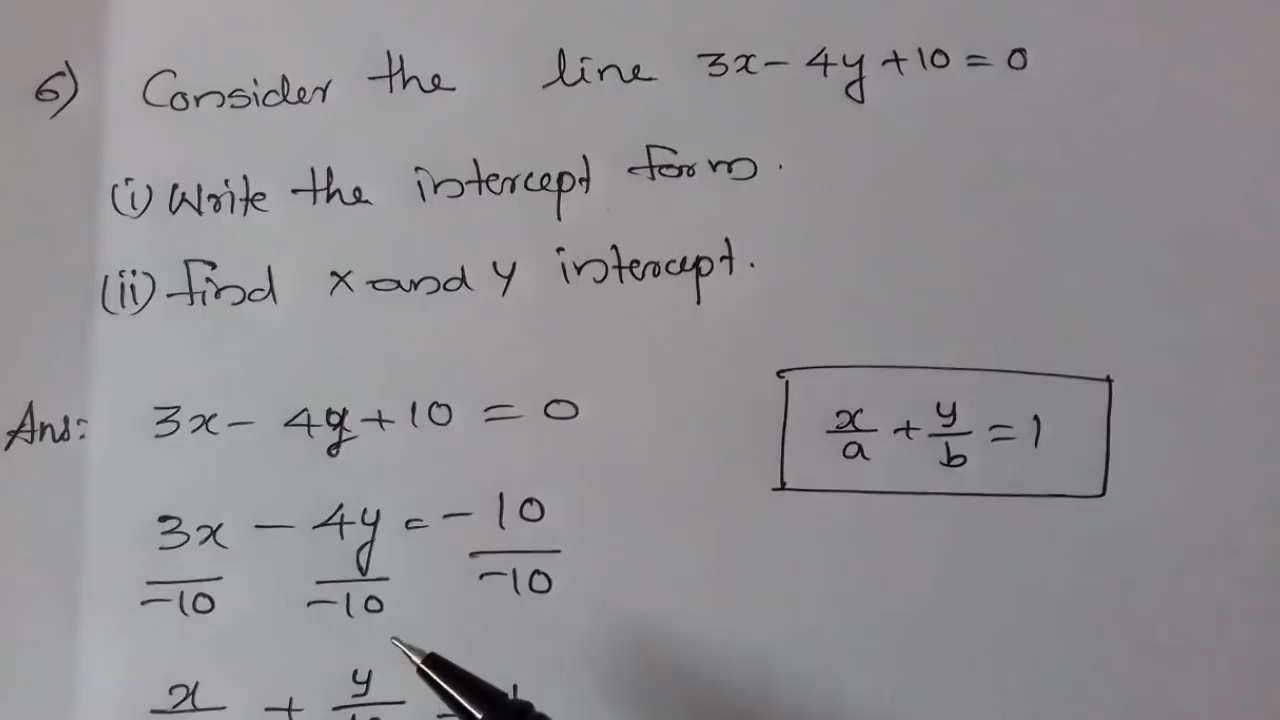 6) Consider the line 3x - 4y + 10 = 0
(i) Write the intercept form.
(ii) Find x and y intercept.
Ans: 3x - 4y + 10 = 0
x/a + y/b = 1
3x/-10 - 4y/-10 = -10/-10
x + y